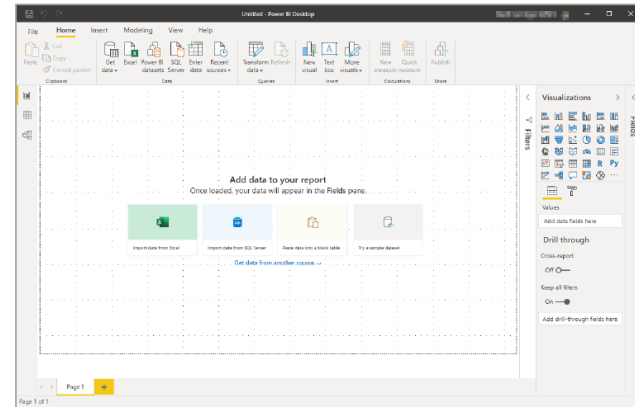 Untitled - Power BI Desktop
File Home Insert Modeling View Help
Paste
Cut
Copy
Format painter
Get data
Excel
Power BI datasets
SQL Server
Enter data
Recent sources
Transform data
Refresh
New visual
Text box
More visuals
New measure
Quick measure
Publish
Clipboard
Data
Queries
Insert
Calculations
Share
Add data to your report
Once loaded, your data will appear in the Fields pane.
Import data from Excel
Import data from SQL Server
Paste data into a blank table
Try a sample dataset
Get data from another source →
Filters
Visualizations
Fields
R Py
Values
Add data fields here
Drill through
Cross-report
Off
Keep all filters
On
Add drill-through fields here
Page 1
Page 1 of 1